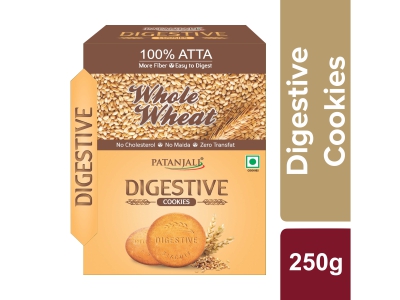 DIGESTIVE
100% ATTA
More Fiber Easy to Digest
Whole
Wheat
No Cholesterol No Maida Zero Transfat
PATANJALI
DIGESTIVE
COOKIES
DIGESTIVE
DIGESTIVE
Digestive
Cookies
250g